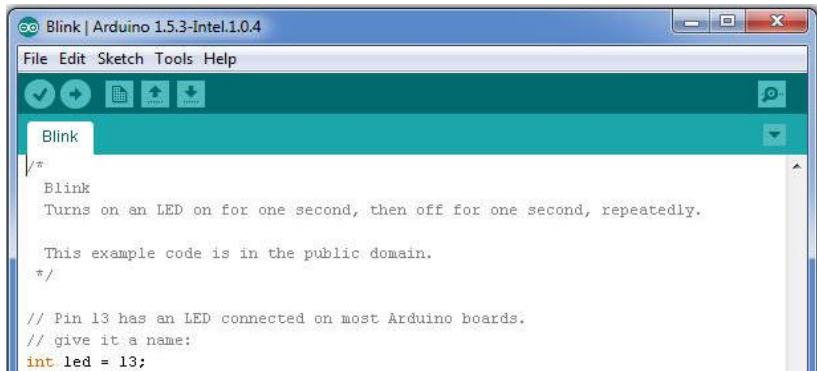 Blink | Arduino 1.5.3-Intel.1.0.4
File Edit Sketch Tools Help
Blink
/*
  Blink
  Turns on an LED on for one second, then off for one second, repeatedly.

  This example code is in the public domain.
 */

// Pin 13 has an LED connected on most Arduino boards.
// give it a name:
int led = 13;